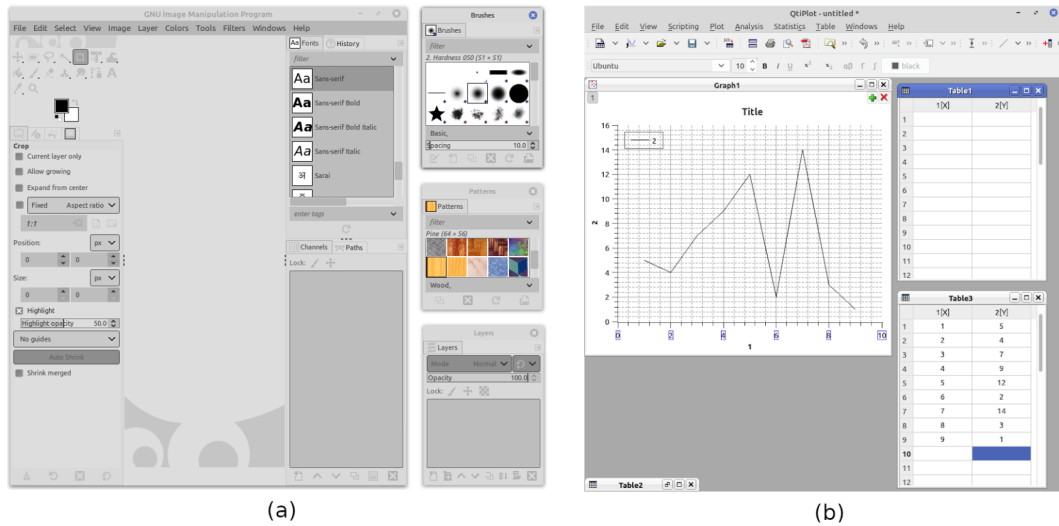 GNU Image Manipulation Program
File Edit Select View Image Layer Colors Tools Filters Windows Help
Crop
Current layer only
Allow growing
Expand from center
Fixed Aspect ratio
1:1
Position: px
0 0
Size: px
0 0
Highlight
Highlight opacity 50.0
No guides
Auto Shrink
Shrink merged
Aa Fonts History
filter
Aa Sans-serif
Aa Sans-serif Bold
Aa Sans-serif Bold Italic
Aa Sans-serif Italic
अ Sarai
enter tags
Channels Paths
Lock:
Brushes
Brushes
filter
2. Hardness 050 (51 × 51)
Basic,
Spacing 10.0
Patterns
Patterns
filter
Pine (64 × 56)
Wood,
Layers
Layers
Mode Normal
Opacity 100.0
Lock:
(a)
QtiPlot - untitled *
File Edit View Scripting Plot Analysis Statistics Table Windows Help
Ubuntu 10 B I U x² x₂ αβ Γ ∫ black
Graph1
1
Title
2
16
14
12
10
8
6
4
2
0
2
0 2 4 6 8 10
1
Table1
1[X] 2[Y]
1
2
3
4
5
6
7
8
9
10
11
12
Table3
1[X] 2[Y]
1 1 5
2 2 4
3 3 7
4 4 9
5 5 12
6 6 2
7 7 14
8 8 3
9 9 1
10
11
12
Table2
(b)